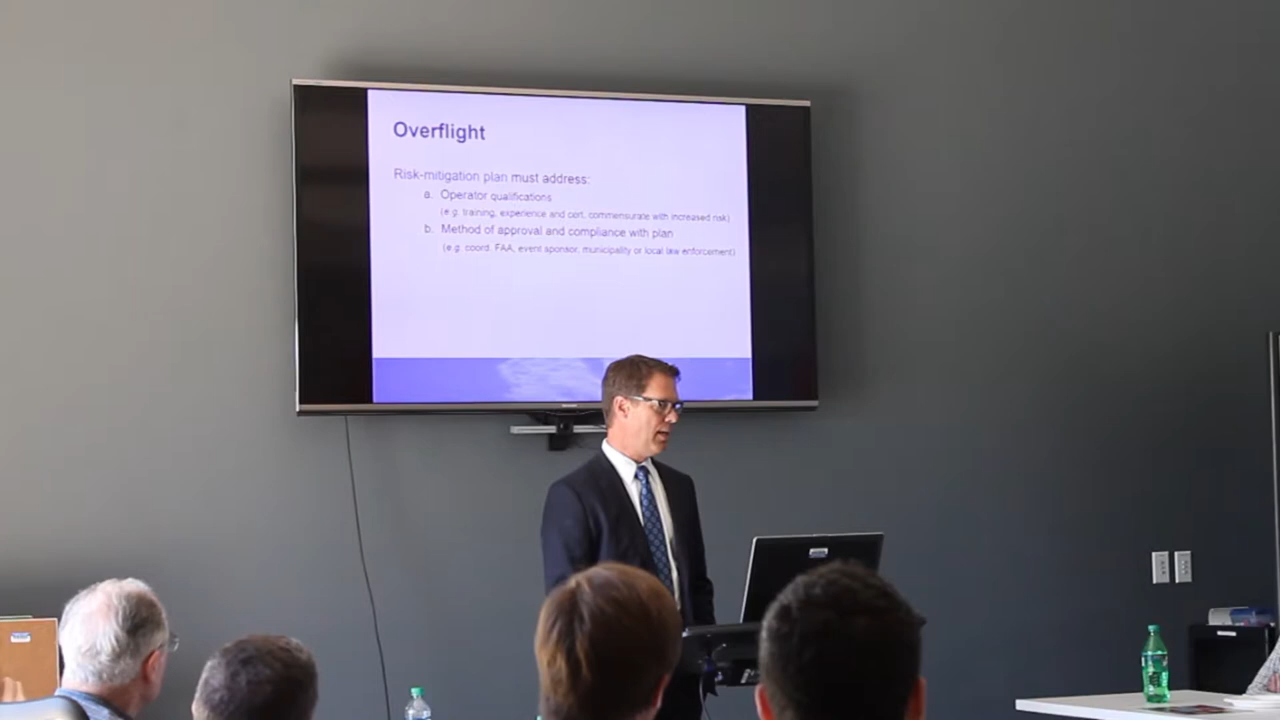 Overflight
Risk-mitigation plan must address:
a. Operator qualifications
(e.g. training, experience and cert. commensurate with increased risk)
b. Method of approval and compliance with plan
(e.g. coord. FAA, event sponsor, municipality or local law enforcement)